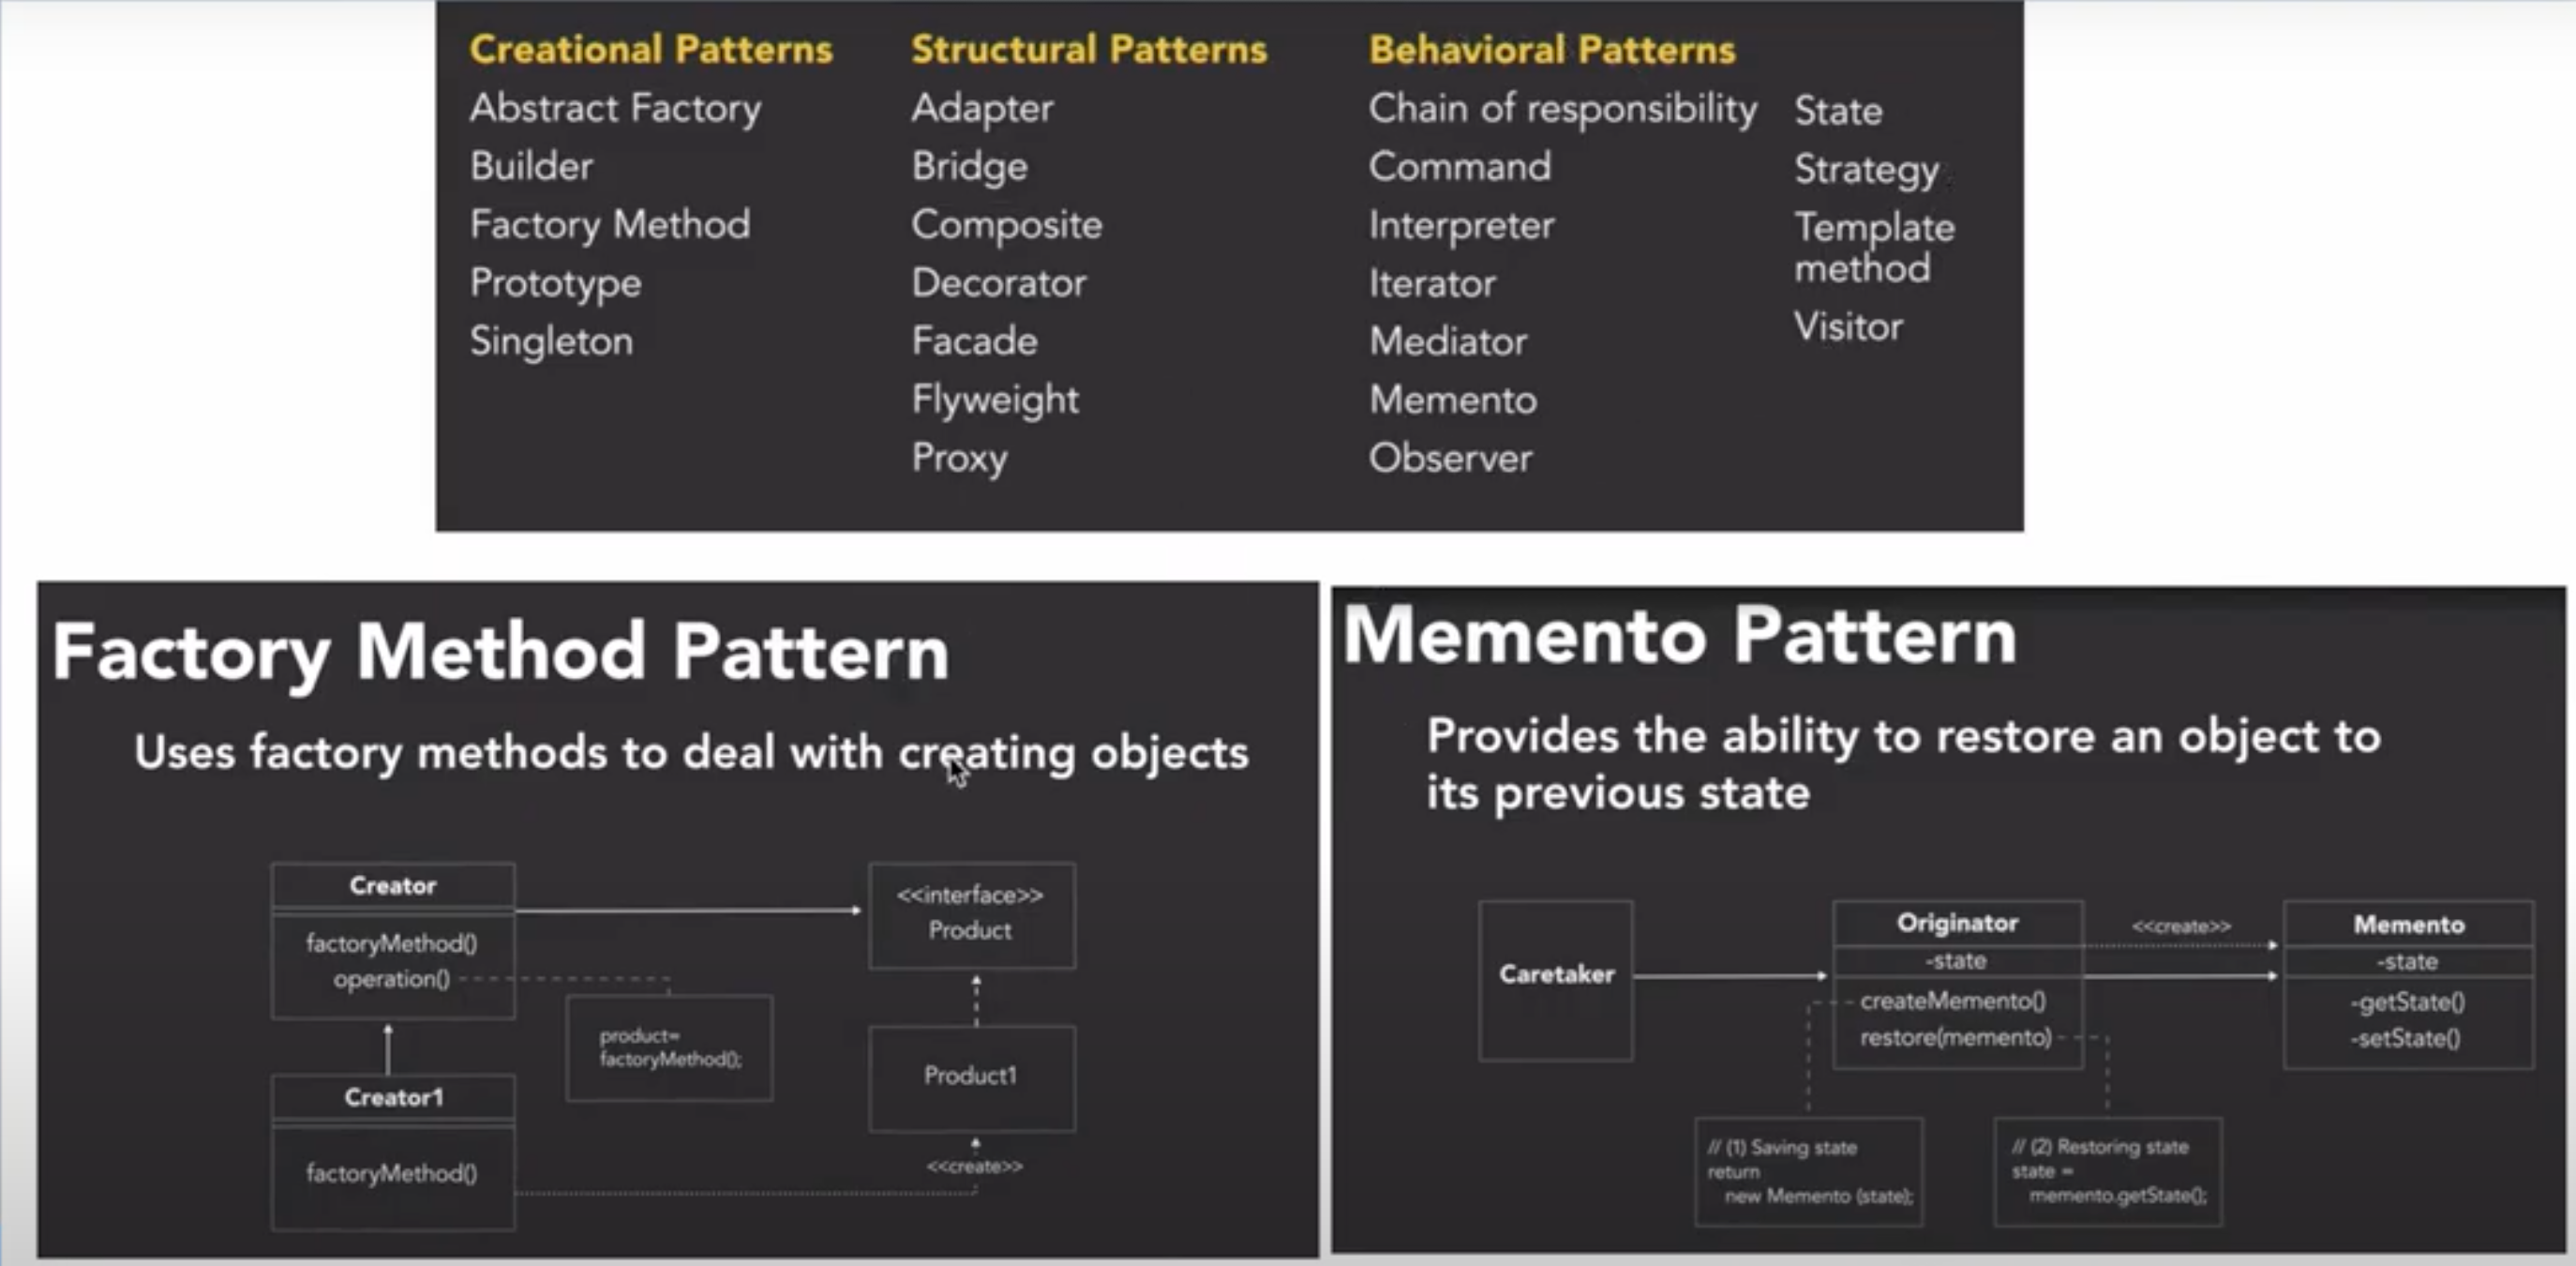 Creational Patterns
Abstract Factory
Builder
Factory Method
Prototype
Singleton
Structural Patterns
Adapter
Bridge
Composite
Decorator
Facade
Flyweight
Proxy
Behavioral Patterns
Chain of responsibility
Command
Interpreter
Iterator
Mediator
Memento
Observer
State
Strategy
Template
method
Visitor
Factory Method Pattern
Uses factory methods to deal with creating objects
Creator
factoryMethod()
operation()
<<interface>>
Product
product=
factoryMethod();
Product1
Creator1
factoryMethod()
<<create>>
Memento Pattern
Provides the ability to restore an object to
its previous state
Caretaker
Originator
-state
createMemento()
restore(memento)
<<create>>
Memento
-state
-getState()
-setState()
// (1) Saving state
return
new Memento (state);
// (2) Restoring state
state =
memento.getState();